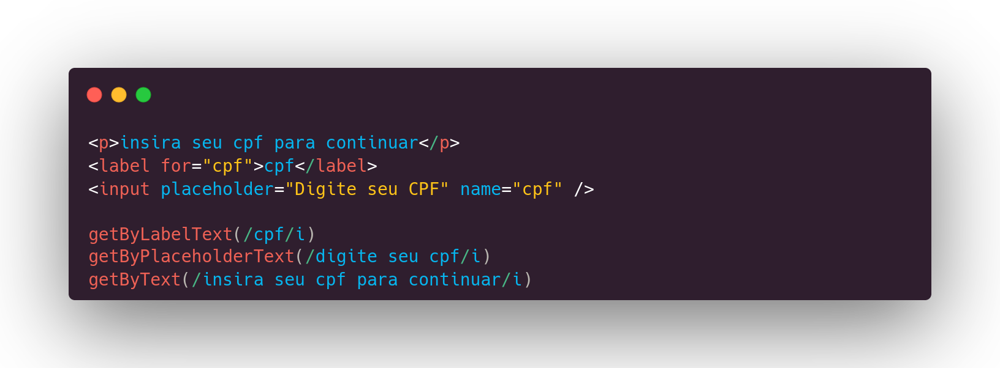 <p>insira seu cpf para continuar</p>
<label for="cpf">cpf</label>
<input placeholder="Digite seu CPF" name="cpf" />
getByLabelText(/cpf/i)
getByPlaceholderText(/digite seu cpf/i)
getByText(/insira seu cpf para continuar/i)